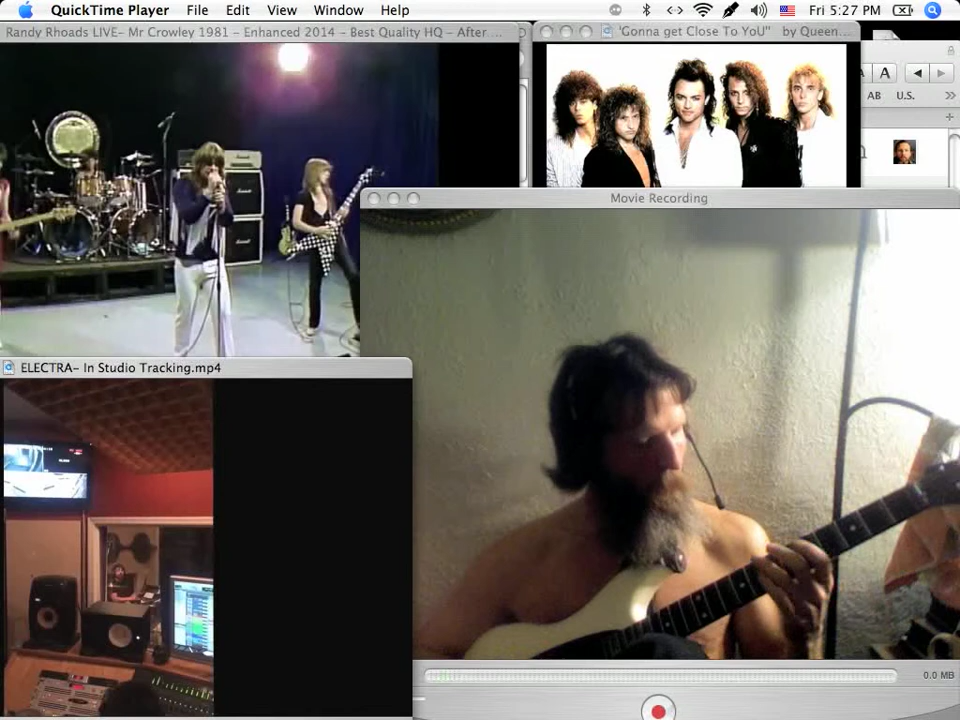 QuickTime Player File Edit View Window Help Fri 5:27 PM
Randy Rhoads LIVE- Mr Crowley 1981 - Enhanced 2014 - Best Quality HQ - After ...
'Gonna get Close To YoU" by Queen...
A A
AB U.S.
Movie Recording
ELECTRA- In Studio Tracking.mp4
0.0 MB